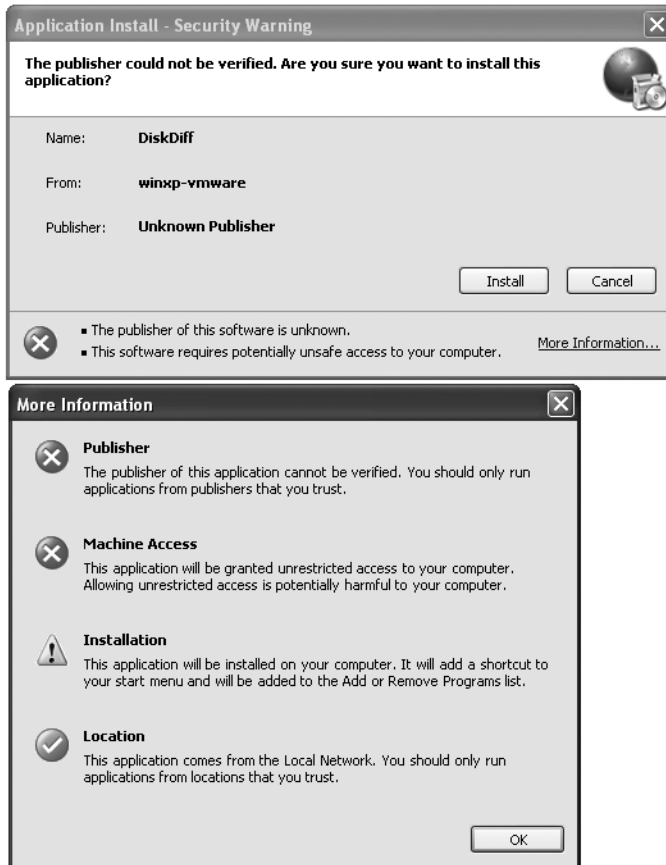 Application Install - Security Warning
The publisher could not be verified. Are you sure you want to install this
application?
Name: DiskDiff
From: winxp-vmware
Publisher: Unknown Publisher
Install Cancel
▪ The publisher of this software is unknown.
▪ This software requires potentially unsafe access to your computer.
More Information...
More Information
Publisher
The publisher of this application cannot be verified. You should only run
applications from publishers that you trust.
Machine Access
This application will be granted unrestricted access to your computer.
Allowing unrestricted access is potentially harmful to your computer.
Installation
This application will be installed on your computer. It will add a shortcut to
your start menu and will be added to the Add or Remove Programs list.
Location
This application comes from the Local Network. You should only run
applications from locations that you trust.
OK